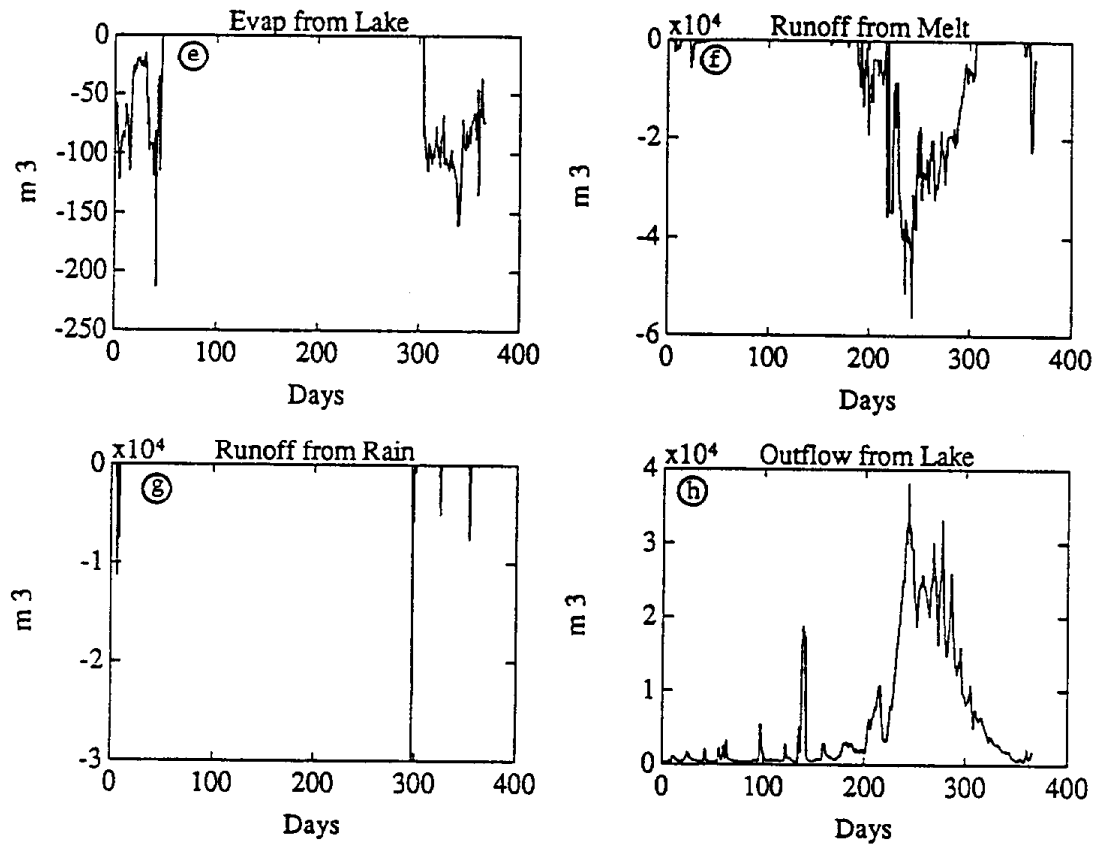 Evap from Lake
e
0
-50
-100
-150
-200
-250
m 3
0 100 200 300 400
Days
Runoff from Melt
x10⁴
f
0
-2
-4
-6
m 3
0 100 200 300 400
Days
Runoff from Rain
x10⁴
g
0
-1
-2
-3
m 3
0 100 200 300 400
Days
Outflow from Lake
x10⁴
h
4
3
2
1
0
m 3
0 100 200 300 400
Days